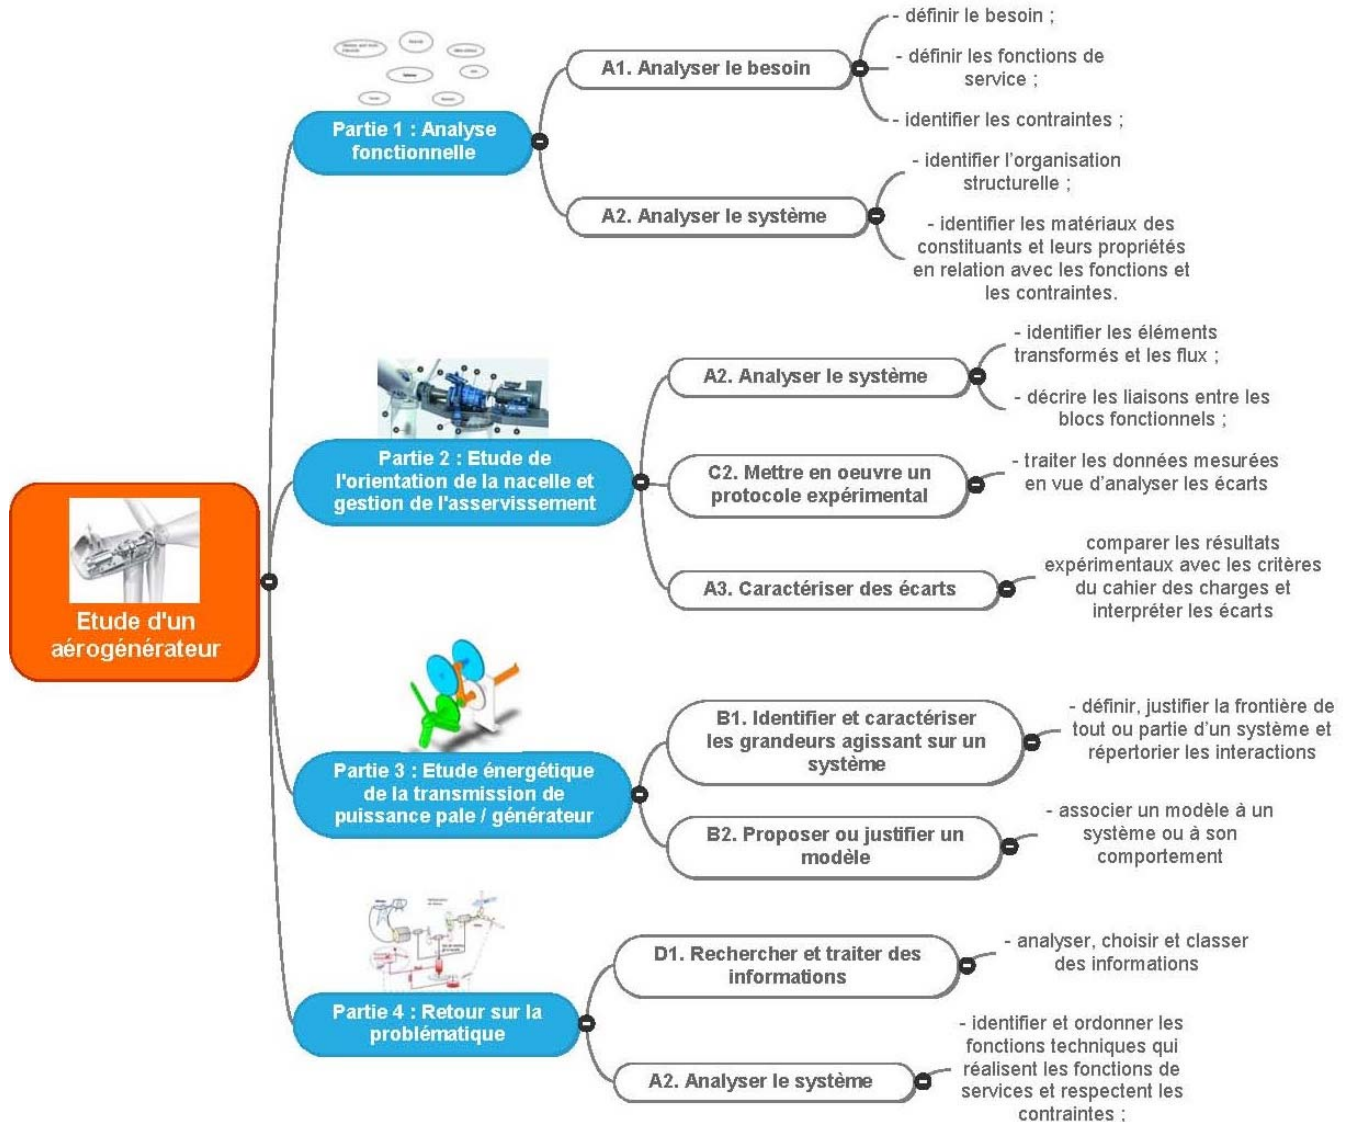 Etude d'un
aérogénérateur
Partie 1 : Analyse
fonctionnelle
A1. Analyser le besoin
- définir le besoin ;
- définir les fonctions de
service ;
- identifier les contraintes ;
A2. Analyser le système
- identifier l'organisation
structurelle ;
- identifier les matériaux des
constituants et leurs propriétés
en relation avec les fonctions et
les contraintes.
Partie 2 : Etude de
l'orientation de la nacelle et
gestion de l'asservissement
A2. Analyser le système
- identifier les éléments
transformés et les flux ;
- décrire les liaisons entre les
blocs fonctionnels ;
C2. Mettre en oeuvre un
protocole expérimental
- traiter les données mesurées
en vue d'analyser les écarts
A3. Caractériser des écarts
comparer les résultats
expérimentaux avec les critères
du cahier des charges et
interpréter les écarts
Partie 3 : Etude énergétique
de la transmission de
puissance pale / générateur
B1. Identifier et caractériser
les grandeurs agissant sur un
système
- définir, justifier la frontière de
tout ou partie d'un système et
répertorier les interactions
B2. Proposer ou justifier un
modèle
- associer un modèle à un
système ou à son
comportement
Partie 4 : Retour sur la
problématique
D1. Rechercher et traiter des
informations
- analyser, choisir et classer
des informations
A2. Analyser le système
- identifier et ordonner les
fonctions techniques qui
réalisent les fonctions de
services et respectent les
contraintes ;